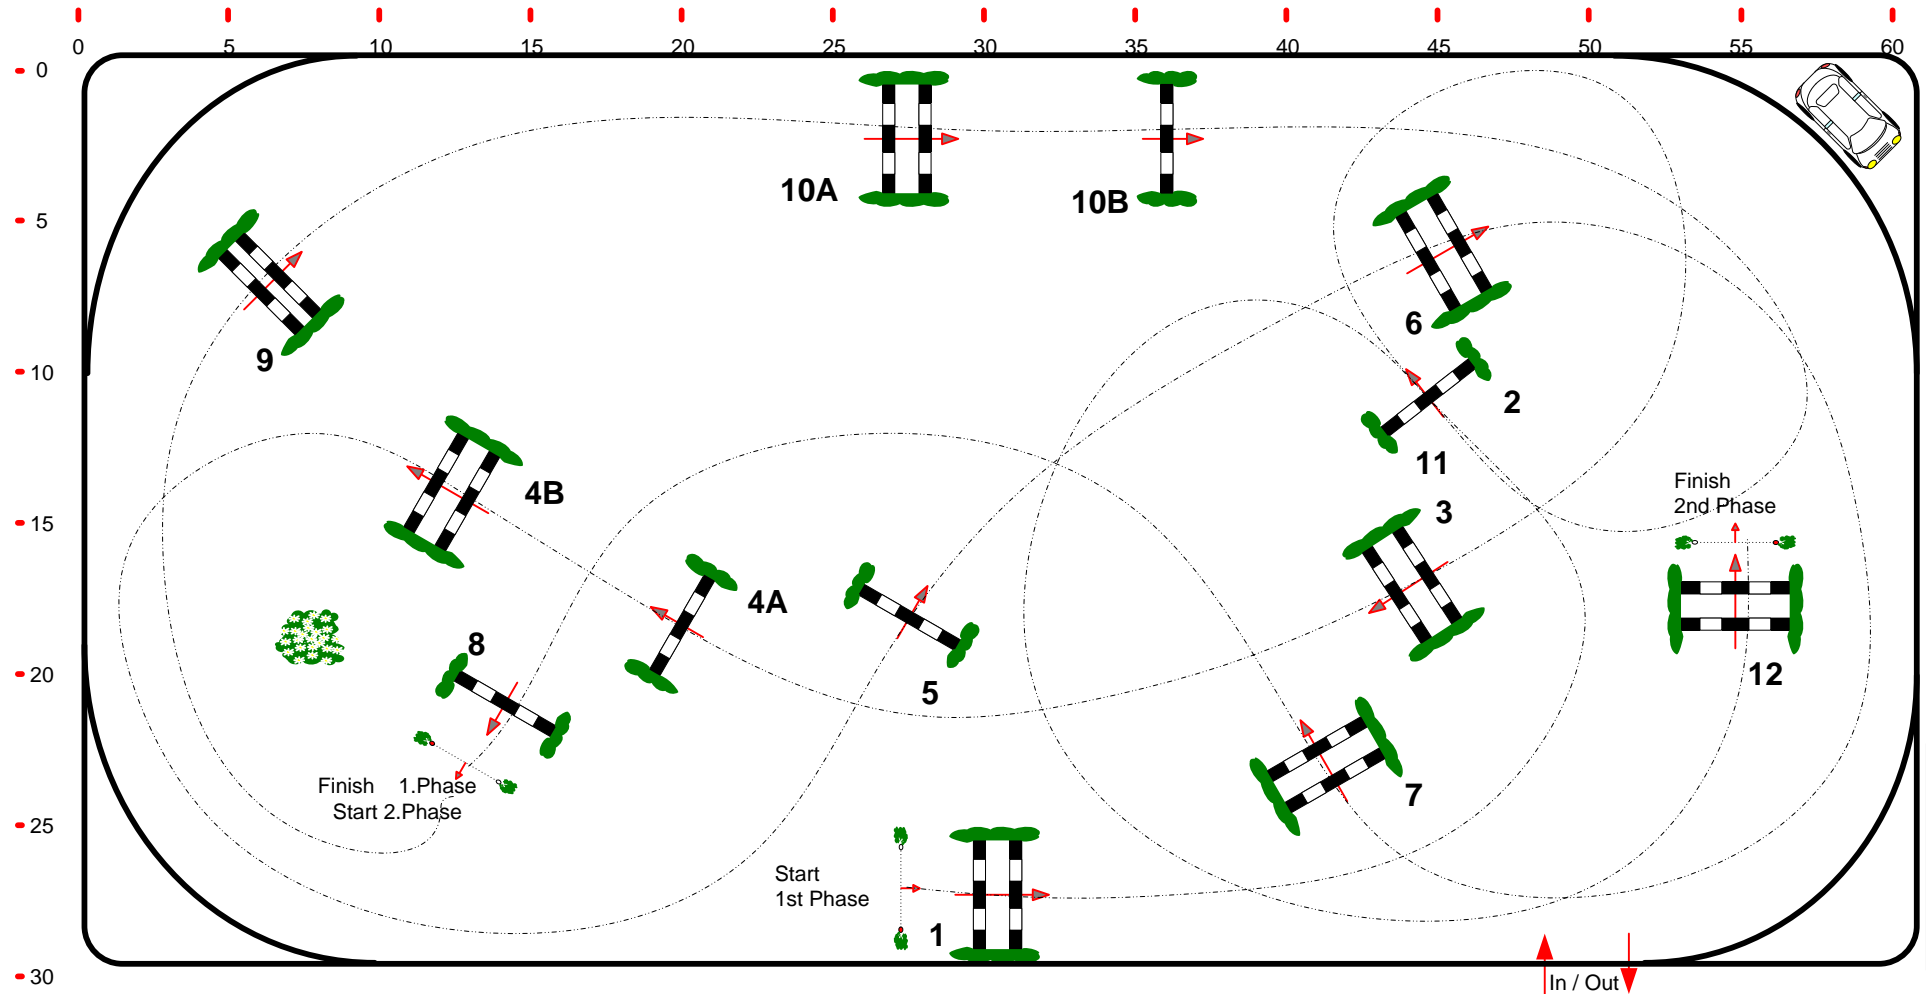 0 5 10 15 20 25 30 35 40 45 50 55 60
0
10A
10B
5
6
9
2
10
11
Finish
2nd Phase
4B
3
15
4A
8
5
12
20
Finish 1.Phase
Start 2.Phase
7
25
Start
1st Phase
1
30
In / Out